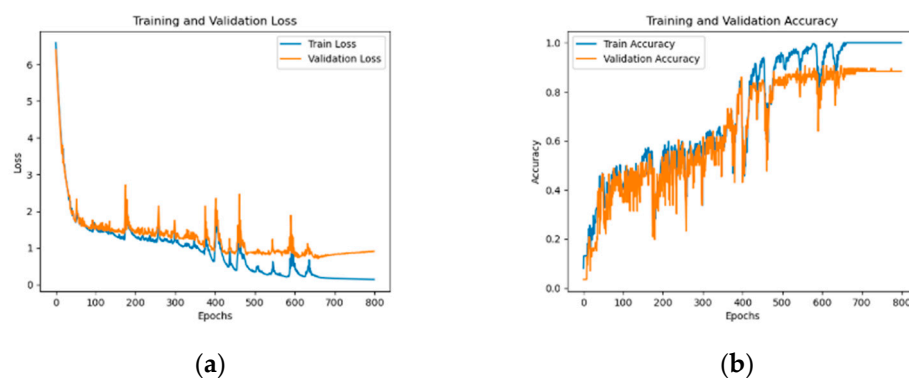 Training and Validation Loss
Train Loss
Validation Loss
6
5
4
3
2
1
0
Loss
0 100 200 300 400 500 600 700 800
Epochs
(a)
Training and Validation Accuracy
Train Accuracy
Validation Accuracy
1.0
0.8
0.6
0.4
0.2
0.0
Accuracy
0 100 200 300 400 500 600 700 800
Epochs
(b)